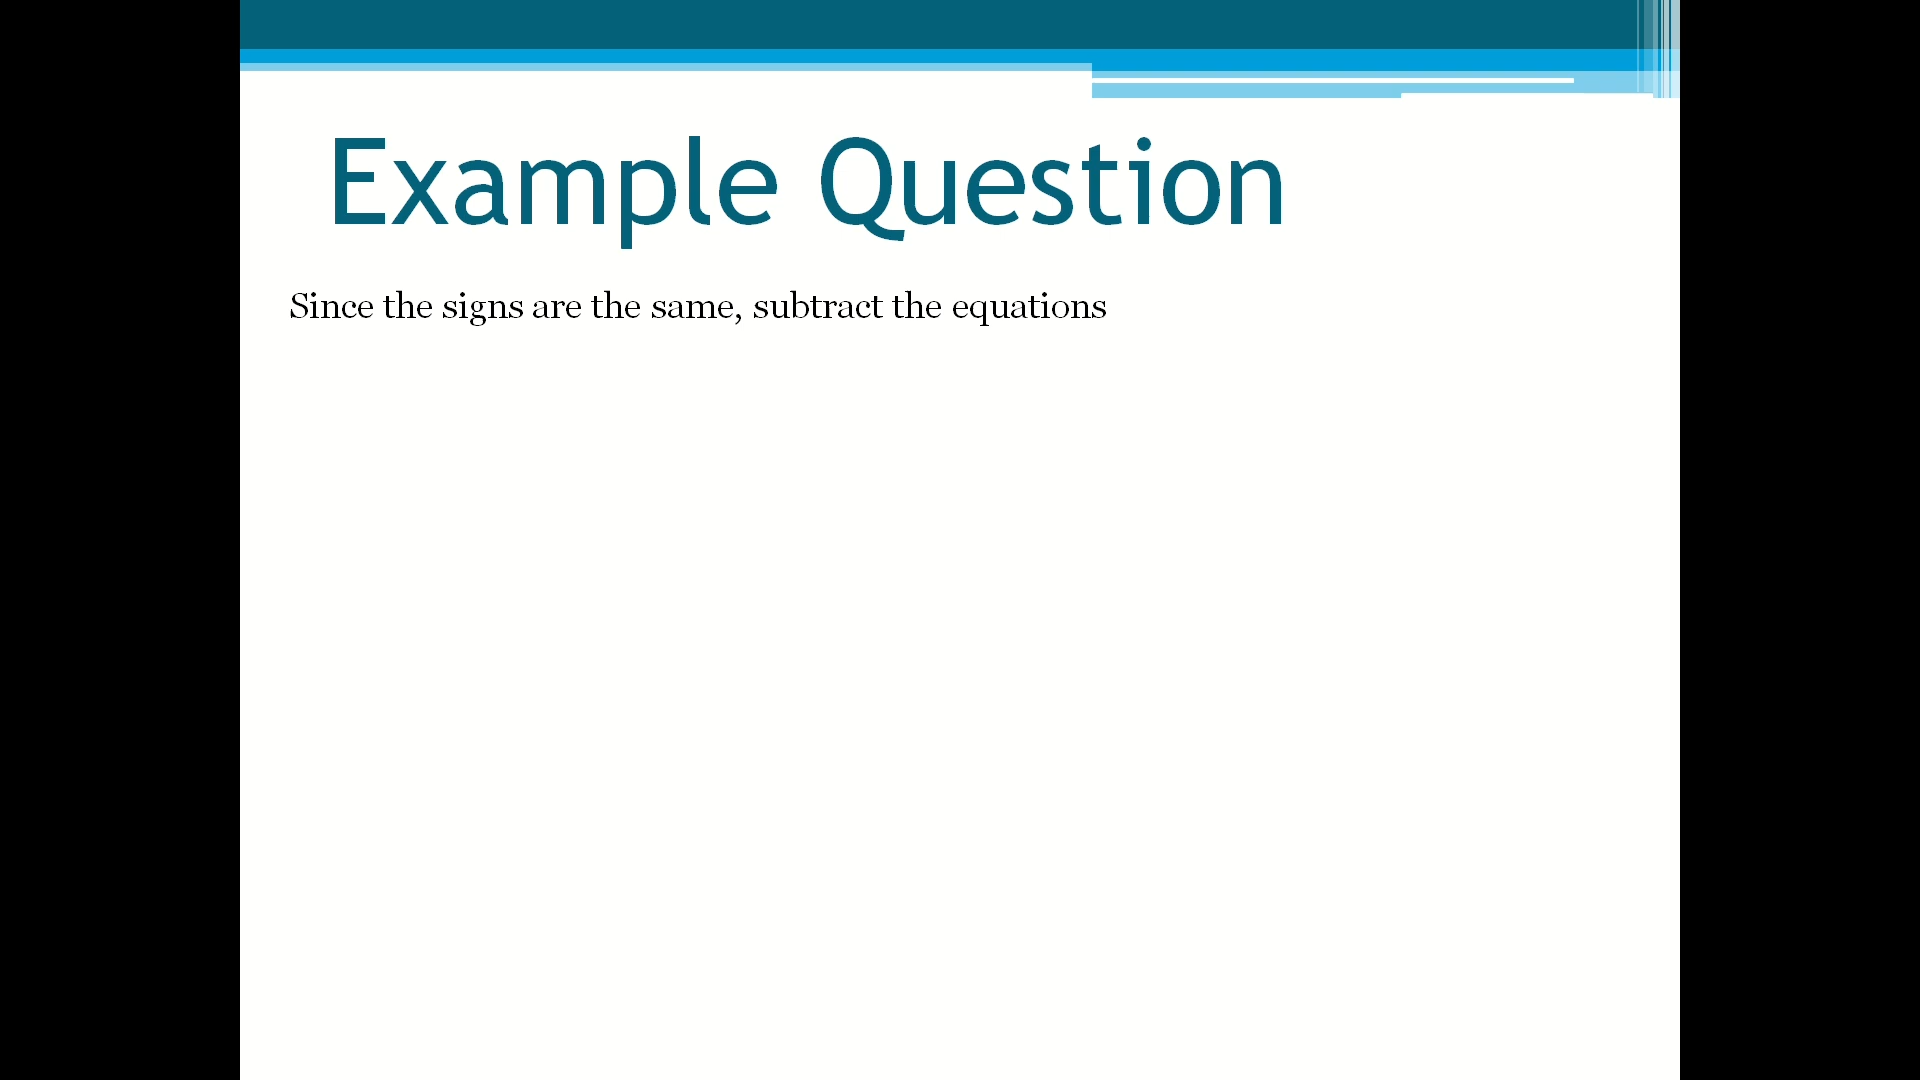 Example Question
Since the signs are the same, subtract the equations